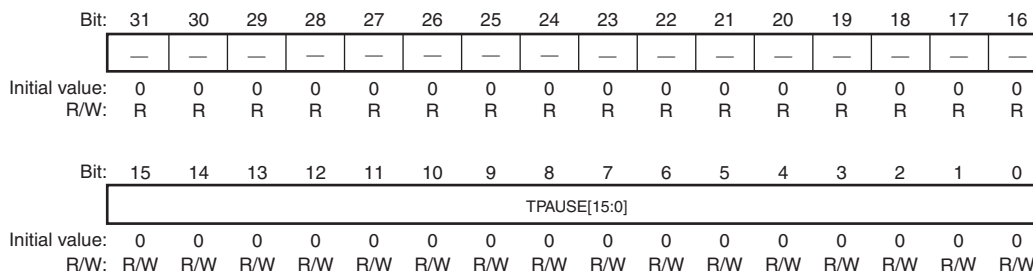 Bit: 31 30 29 28 27 26 25 24 23 22 21 20 19 18 17 16
— — — — — — — — — — — — — — — —
Initial value: 0 0 0 0 0 0 0 0 0 0 0 0 0 0 0 0
R/W: R R R R R R R R R R R R R R R R
Bit: 15 14 13 12 11 10 9 8 7 6 5 4 3 2 1 0
TPAUSE[15:0]
Initial value: 0 0 0 0 0 0 0 0 0 0 0 0 0 0 0 0
R/W: R/W R/W R/W R/W R/W R/W R/W R/W R/W R/W R/W R/W R/W R/W R/W R/W